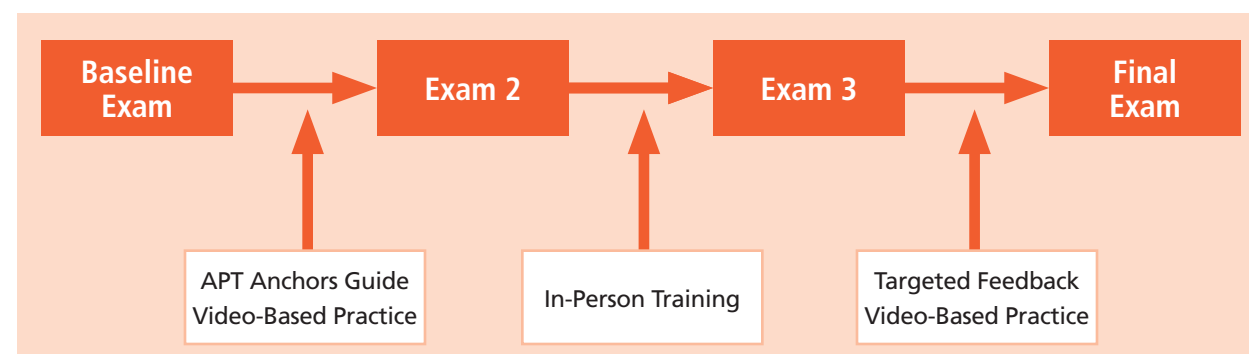 Baseline
Exam
Exam 2
Exam 3
Final
Exam
APT Anchors Guide
Video-Based Practice
In-Person Training
Targeted Feedback
Video-Based Practice